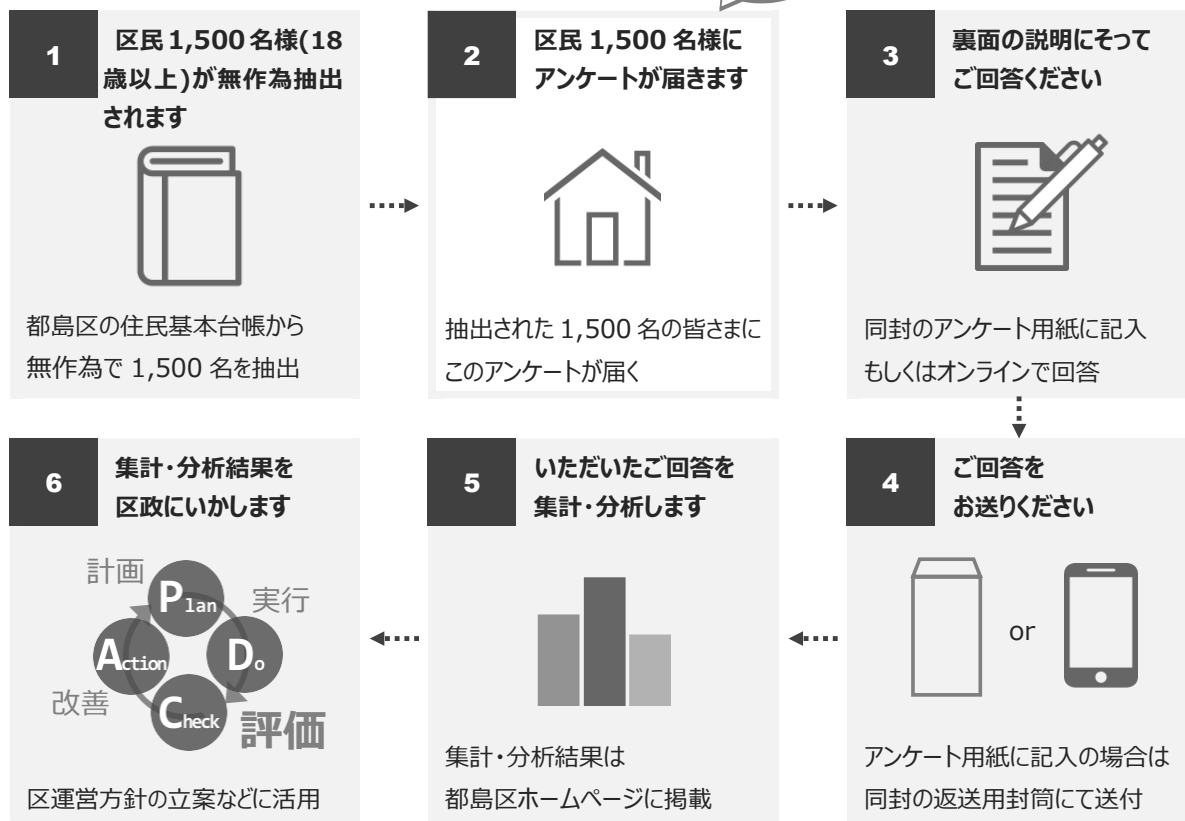 1
区民1,500名様(18
歳以上)が無作為抽出
されます
都島区の住民基本台帳から
無作為で 1,500 名を抽出
2
区民 1,500 名様に
アンケートが届きます
抽出された 1,500 名の皆さまに
このアンケートが届く
3
裏面の説明にそって
ご回答ください
同封のアンケート用紙に記入
もしくはオンラインで回答
4
ご回答を
お送りください
or
アンケート用紙に記入の場合は
同封の返送用封筒にて送付
5
いただいたご回答を
集計・分析します
集計・分析結果は
都島区ホームページに掲載
6
集計・分析結果を
区政にいかします
計画
Plan
実行
Action
Do
改善
Check
評価
区運営方針の立案などに活用